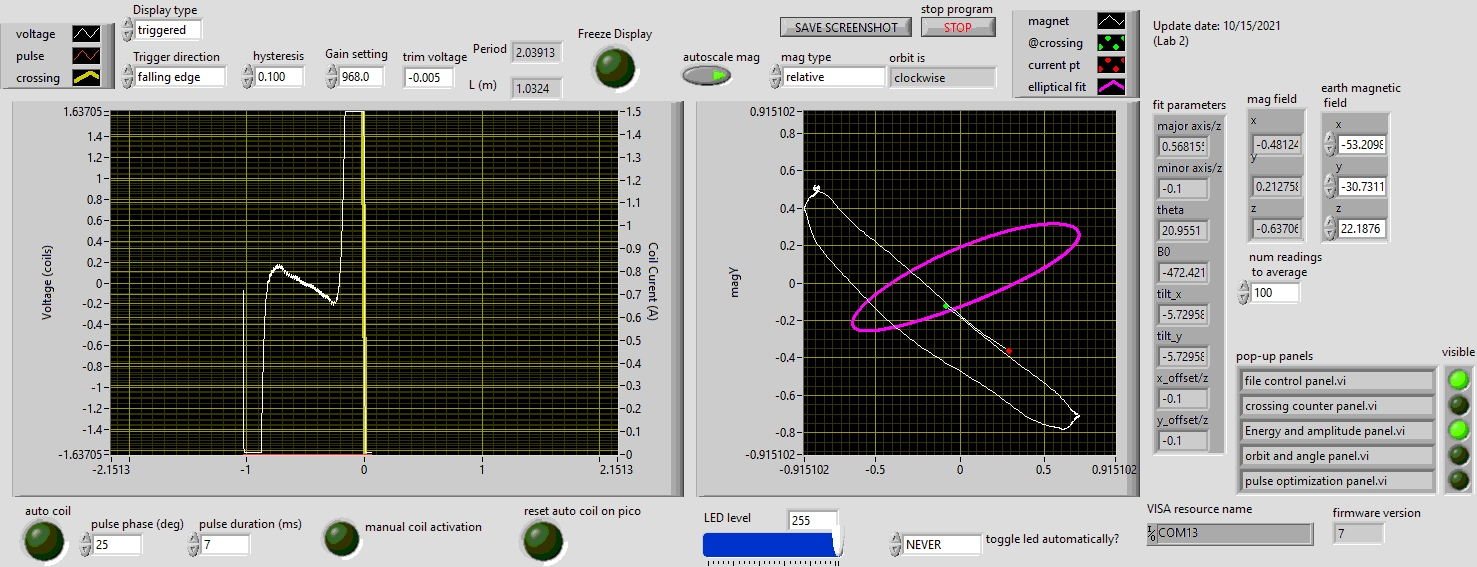 voltage
pulse
crossing
Display type
triggered
Trigger direction
falling edge
hysteresis
0.100
Gain setting
968.0
trim voltage
-0.005
Period
2.03913
L (m)
1.0324
Freeze Display
SAVE SCREENSHOT
stop program
STOP
autoscale mag
mag type
relative
orbit is
clockwise
magnet
@crossing
current pt
elliptical fit
Update date: 10/15/2021
(Lab 2)
Voltage (coils)
1.63705
1.4
1.2
1
0.8
0.6
0.4
0.2
0
-0.2
-0.4
-0.6
-0.8
-1
-1.2
-1.4
-1.63705
-2.1513
-1
0
1
2.1513
1.5
1.4
1.3
1.2
1.1
1
0.9
0.8
0.7
0.6
0.5
0.4
0.3
0.2
0.1
0
Coil Curent (A)
magY
0.915102
0.8
0.6
0.4
0.2
0
-0.2
-0.4
-0.6
-0.8
-0.915102
-0.915102
-0.5
0
0.5
0.915102
fit parameters
major axis/z
0.56815
minor axis/z
-0.1
theta
20.9551
B0
-472.421
tilt_x
-5.7295
tilt_y
-5.7295
x_offset/z
-0.1
y_offset/z
-0.1
mag field
x
-0.48124
y
0.212758
z
-0.63706
earth magnetic
field
x
-53.2098
y
-30.7311
z
22.1876
num readings
to average
100
pop-up panels
visible
file control panel.vi
crossing counter panel.vi
Energy and amplitude panel.vi
orbit and angle panel.vi
pulse optimization panel.vi
auto coil
pulse phase (deg)
25
pulse duration (ms)
7
manual coil activation
reset auto coil on pico
LED level
255
NEVER
toggle led automatically?
VISA resource name
COM13
firmware version
7